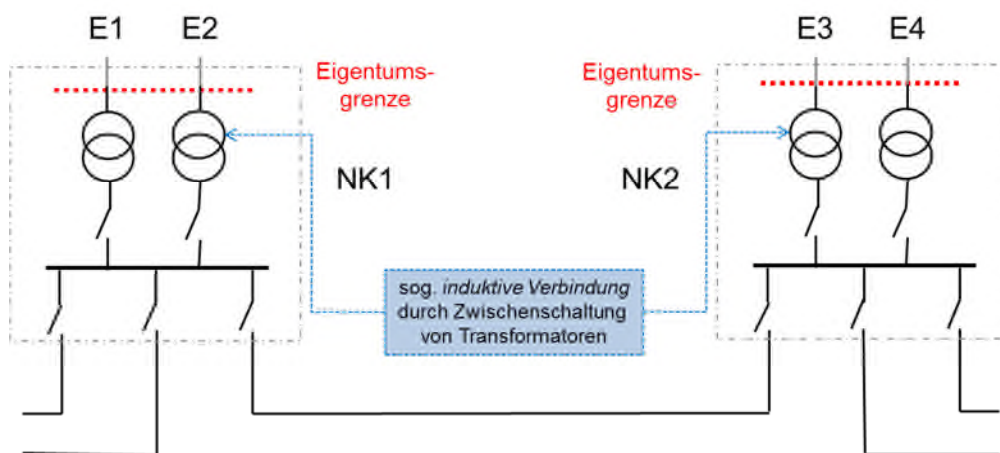 E1 E2
E3 E4
Eigentums-
grenze
Eigentums-
grenze
NK1
NK2
sog. induktive Verbindung
durch Zwischenschaltung
von Transformatoren